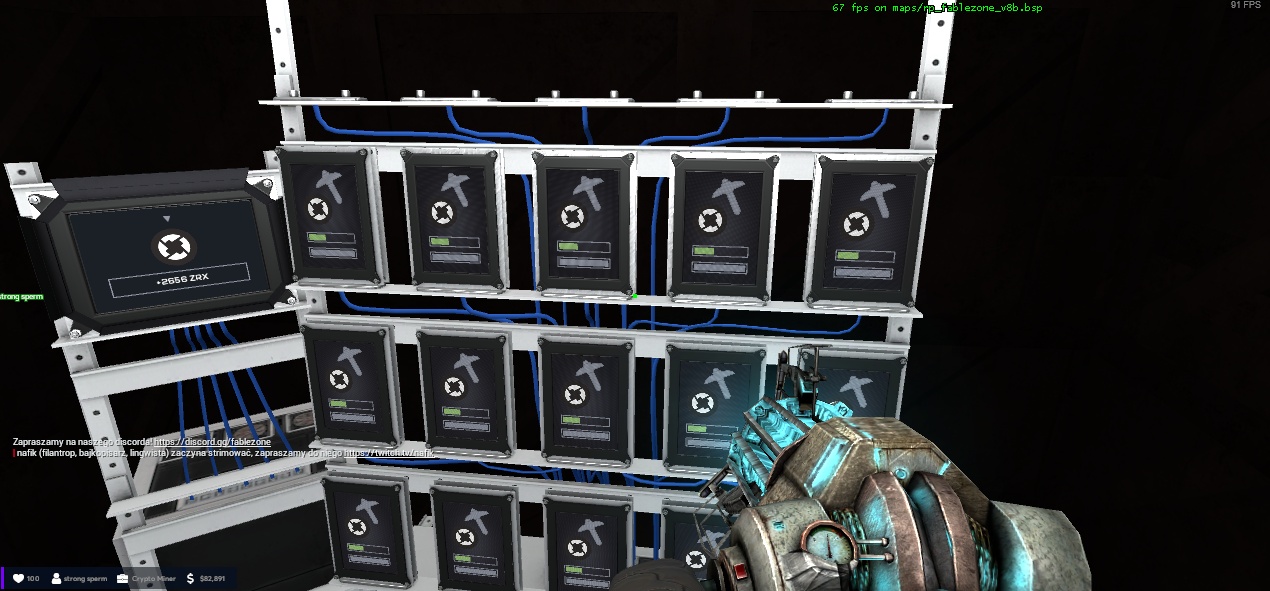 67 fps on maps/rp_fablezone_v8b.bsp
91 FPS
+2656 ZRX
strong sperm
Zapraszamy na naszego discorda! https://discord.gg/fablezone
nafik (filantrop, bajkopisarz, lingwista) zaczyna strimować, zapraszamy do niego https://twitch.tv/nafik
100
strong sperm
Crypto Miner
$82,891